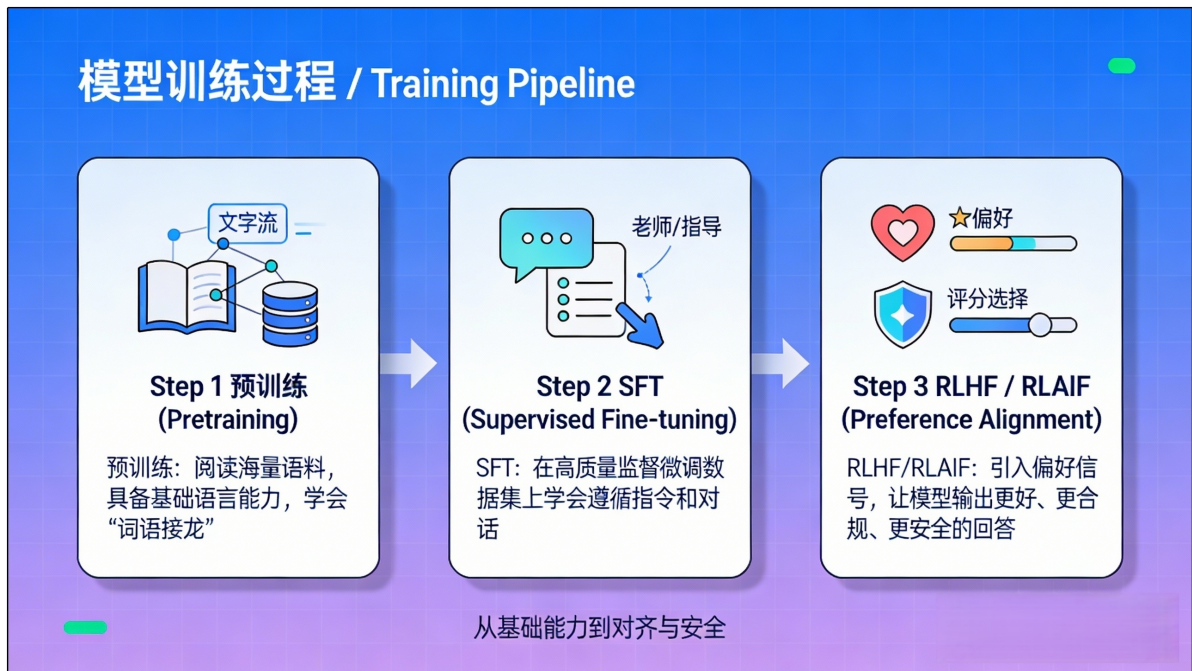 模型训练过程 / Training Pipeline
文字流
Step 1 预训练
(Pretraining)
预训练：阅读海量语料，
具备基础语言能力，学会
“词语接龙”
老师/指导
Step 2 SFT
(Supervised Fine-tuning)
SFT：在高质量监督微调数
据集上学会遵循指令和对
话
偏好
评分选择
Step 3 RLHF / RLAIF
(Preference Alignment)
RLHF/RLAIF：引入偏好信
号，让模型输出更好、更合
规、更安全的回答
从基础能力到对齐与安全